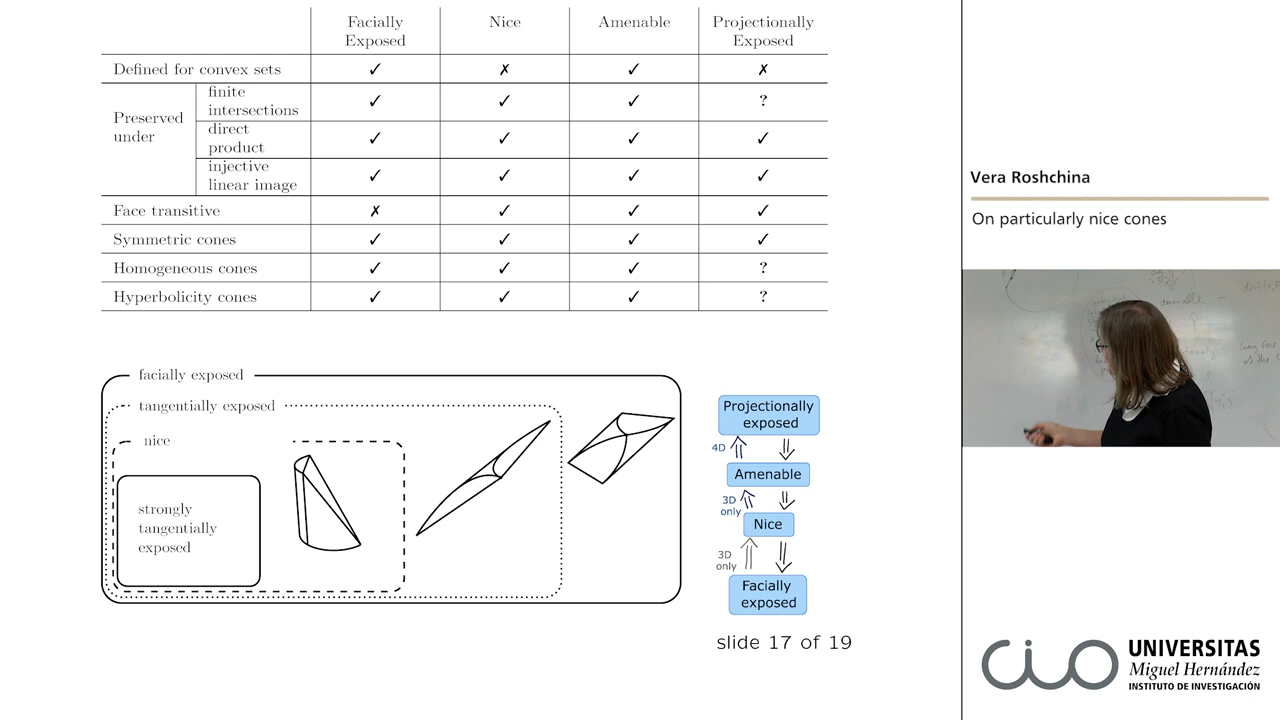 Facially Exposed Nice Amenable Projectionally Exposed
Defined for convex sets ✓ ✗ ✓ ✗
Preserved under
finite intersections ✓ ✓ ✓ ?
direct product ✓ ✓ ✓ ✓
injective linear image ✓ ✓ ✓ ✓
Face transitive ✗ ✓ ✓ ✓
Symmetric cones ✓ ✓ ✓ ✓
Homogeneous cones ✓ ✓ ✓ ?
Hyperbolicity cones ✓ ✓ ✓ ?
facially exposed
tangentially exposed
nice
strongly
tangentially
exposed
Projectionally
exposed
4D
Amenable
3D
only
Nice
3D
only
Facially
exposed
slide 17 of 19
Vera Roshchina
On particularly nice cones
amenable
CIO
UNIVERSITAS
Miguel Hernández
INSTITUTO DE INVESTIGACIÓN